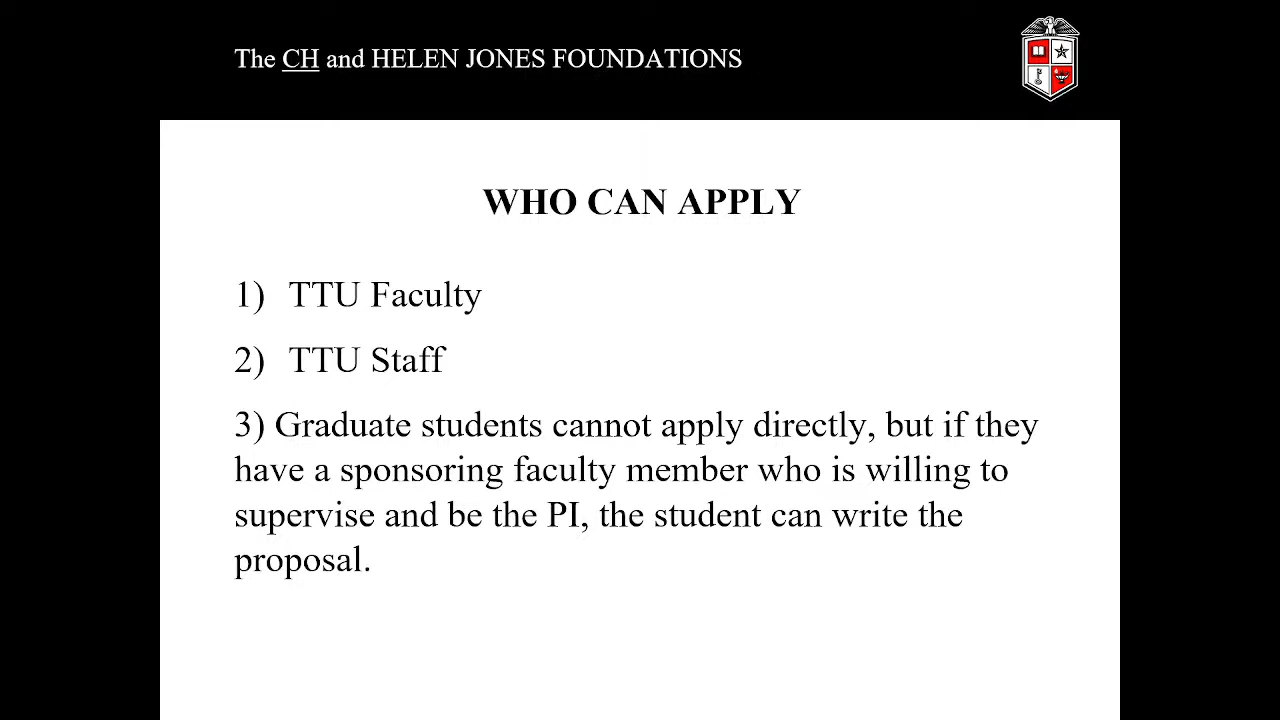 The CH and HELEN JONES FOUNDATIONS
WHO CAN APPLY
1) TTU Faculty
2) TTU Staff
3) Graduate students cannot apply directly, but if they
have a sponsoring faculty member who is willing to
supervise and be the PI, the student can write the
proposal.